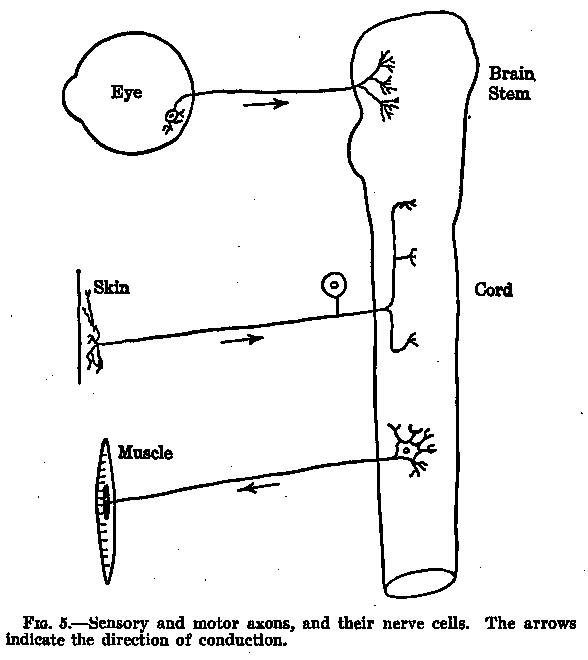 Eye
Brain
Stem
Skin
Cord
Muscle
Fig. 5.—Sensory and motor axons, and their nerve cells. The arrows
indicate the direction of conduction.